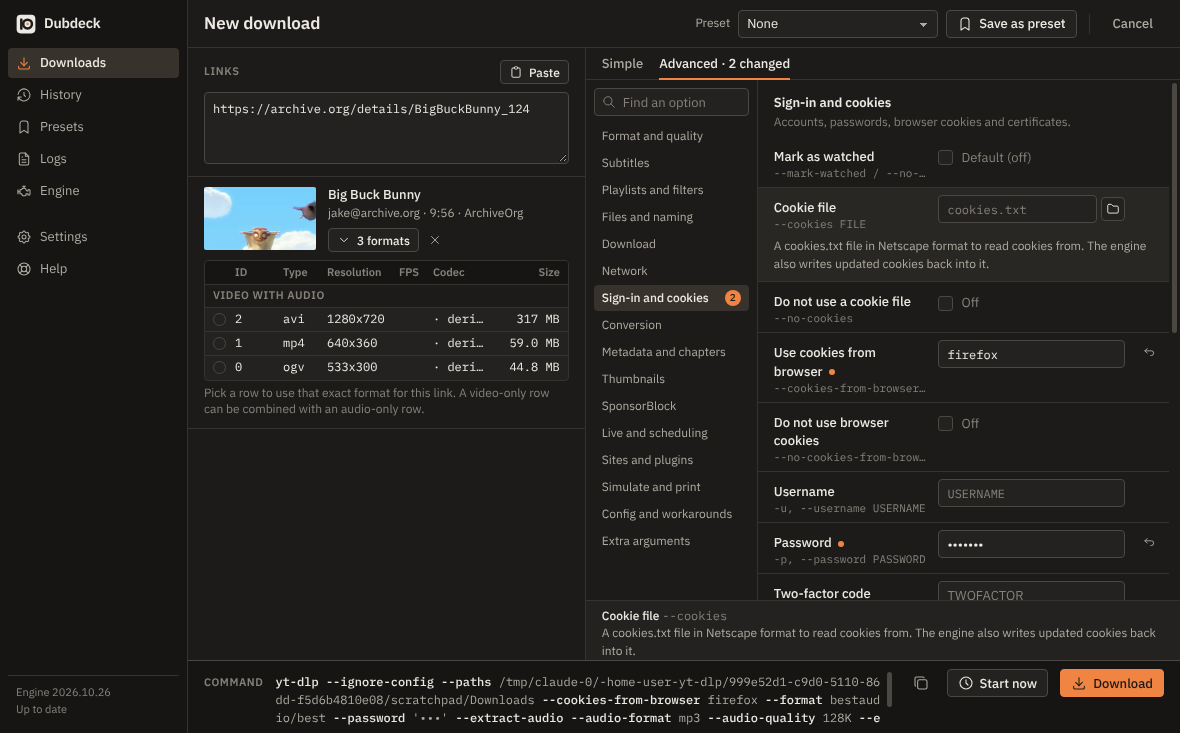 Dubdeck
New download
Preset
None
Save as preset
Cancel
Downloads
History
Presets
Logs
Engine
Settings
Help
Engine 2026.10.26
Up to date
LINKS
Paste
https://archive.org/details/BigBuckBunny_124
Big Buck Bunny
jake@archive.org · 9:56 · ArchiveOrg
3 formats
ID Type Resolution FPS Codec Size
VIDEO WITH AUDIO
2 avi 1280x720 · deri… 317 MB
1 mp4 640x360 · deri… 59.0 MB
0 ogv 533x300 · deri… 44.8 MB
Pick a row to use that exact format for this link. A video-only row
can be combined with an audio-only row.
Simple
Advanced · 2 changed
Find an option
Format and quality
Subtitles
Playlists and filters
Files and naming
Download
Network
Sign-in and cookies 2
Conversion
Metadata and chapters
Thumbnails
SponsorBlock
Live and scheduling
Sites and plugins
Simulate and print
Config and workarounds
Extra arguments
Sign-in and cookies
Accounts, passwords, browser cookies and certificates.
Mark as watched
--mark-watched / --no-…
Default (off)
Cookie file
--cookies FILE
cookies.txt
A cookies.txt file in Netscape format to read cookies from. The engine
also writes updated cookies back into it.
Do not use a cookie file
--no-cookies
Off
Use cookies from
browser
--cookies-from-browser…
firefox
Do not use browser
cookies
--no-cookies-from-brow…
Off
Username
-u, --username USERNAME
USERNAME
Password
-p, --password PASSWORD
•••••••
Two-factor code
TWOFACTOR
Cookie file --cookies
A cookies.txt file in Netscape format to read cookies from. The engine also writes updated cookies back
into it.
COMMAND
yt-dlp --ignore-config --paths /tmp/claude-0/-home-user-yt-dlp/999e52d1-c9d0-5110-86
dd-f5d6b4810e08/scratchpad/Downloads --cookies-from-browser firefox --format bestaud
io/best --password '•••' --extract-audio --audio-format mp3 --audio-quality 128K --e
Start now
Download